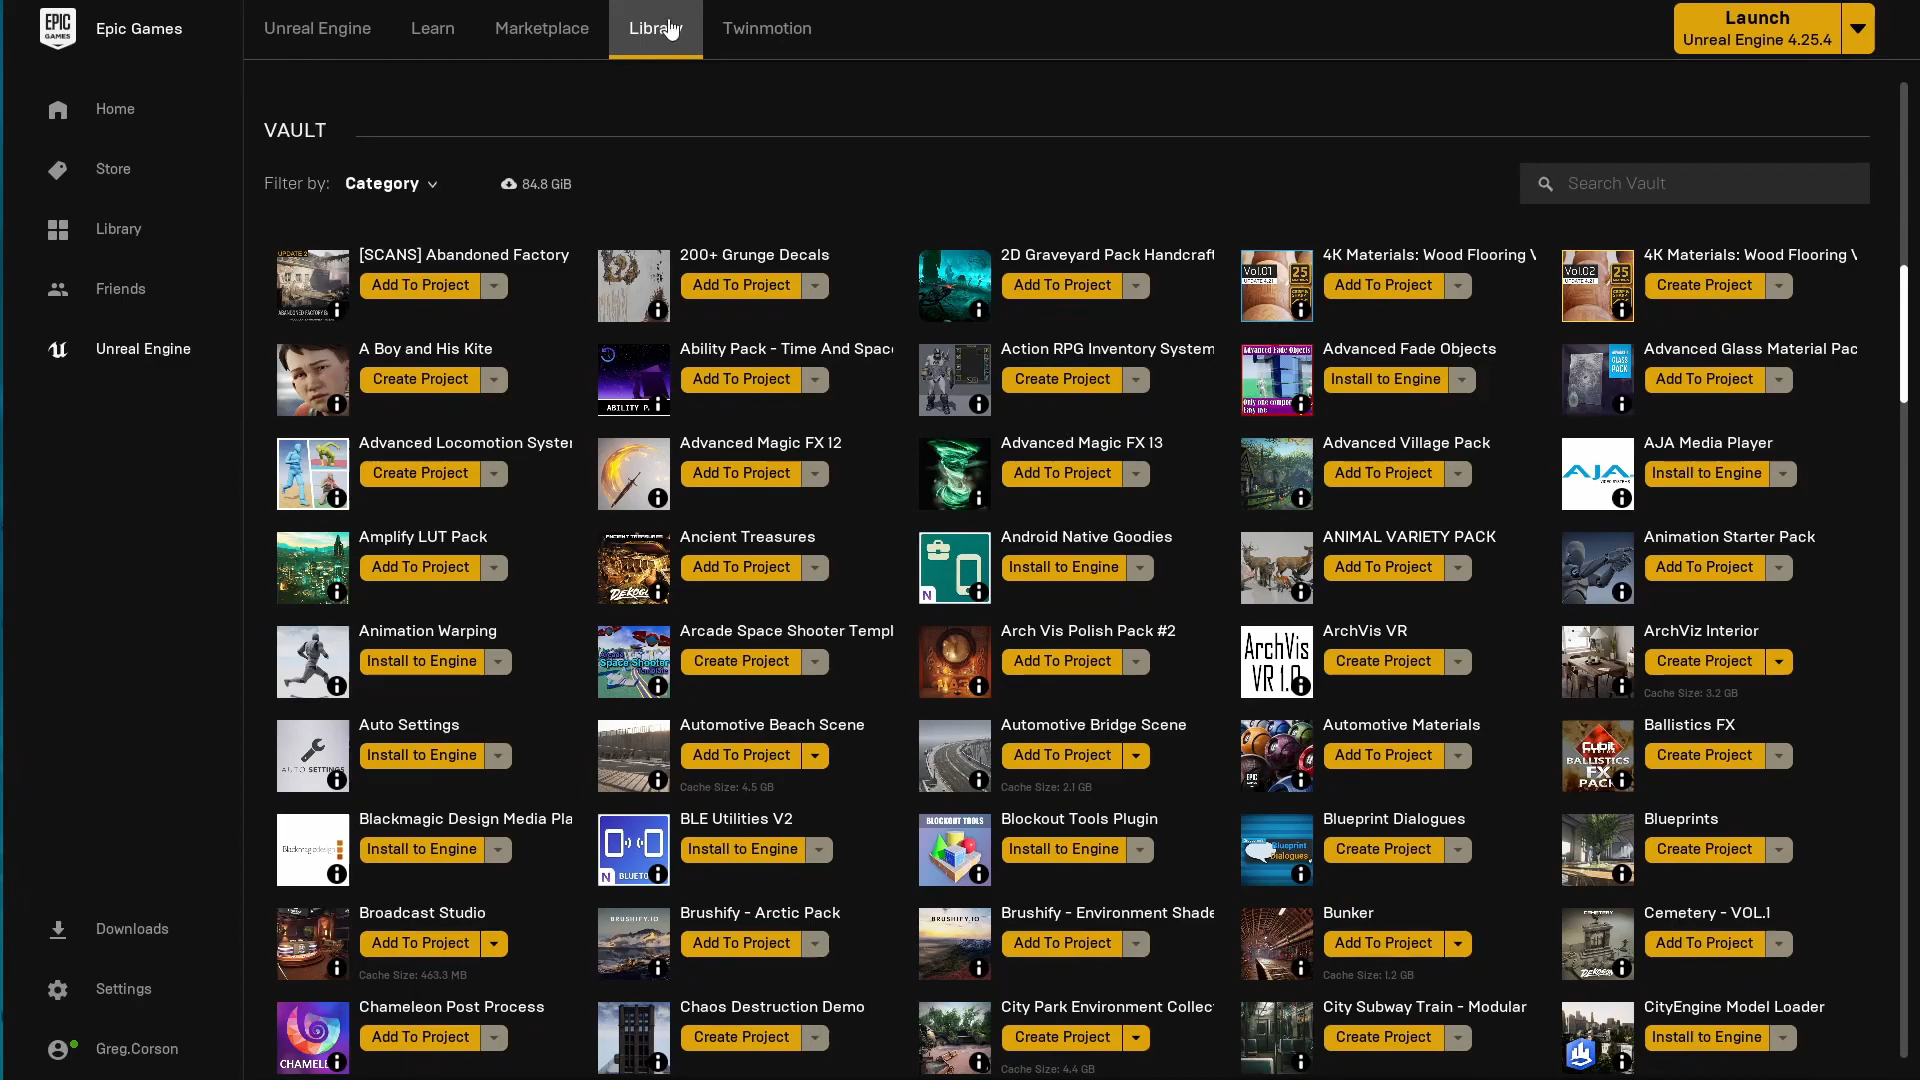 EPIC GAMES
Epic Games
Unreal Engine
Learn
Marketplace
Library
Twinmotion
Launch
Unreal Engine 4.25.4
Home
Store
Library
Friends
Unreal Engine
Downloads
Settings
Greg.Corson
VAULT
Filter by:
Category
84.8 GiB
Search Vault
[SCANS] Abandoned Factory
Add To Project
200+ Grunge Decals
Add To Project
2D Graveyard Pack Handcraft
Add To Project
4K Materials: Wood Flooring V
Add To Project
4K Materials: Wood Flooring V
Create Project
A Boy and His Kite
Create Project
Ability Pack - Time And Space
Add To Project
Action RPG Inventory System
Create Project
Advanced Fade Objects
Install to Engine
Advanced Glass Material Pac
Add To Project
Advanced Locomotion System
Create Project
Advanced Magic FX 12
Add To Project
Advanced Magic FX 13
Add To Project
Advanced Village Pack
Add To Project
AJA Media Player
Install to Engine
Amplify LUT Pack
Add To Project
Ancient Treasures
Add To Project
Android Native Goodies
Install to Engine
ANIMAL VARIETY PACK
Add To Project
Animation Starter Pack
Add To Project
Animation Warping
Install to Engine
Arcade Space Shooter Templ
Create Project
Arch Vis Polish Pack #2
Add To Project
ArchVis VR 1.0
ArchVis VR
Create Project
ArchViz Interior
Create Project
Cache Size: 3.2 GB
Auto Settings
Install to Engine
Automotive Beach Scene
Add To Project
Cache Size: 4.5 GB
Automotive Bridge Scene
Add To Project
Cache Size: 2.1 GB
Automotive Materials
Add To Project
Ballistics FX
Create Project
Blackmagic Design Media Pla
Install to Engine
BLE Utilities V2
Install to Engine
Blockout Tools Plugin
Install to Engine
Blueprint Dialogues
Create Project
Blueprints
Create Project
Broadcast Studio
Add To Project
Cache Size: 463.3 MB
Brushify - Arctic Pack
Add To Project
Brushify - Environment Shade
Add To Project
Bunker
Add To Project
Cache Size: 1.2 GB
Cemetery - VOL.1
Add To Project
Chameleon Post Process
Add To Project
Chaos Destruction Demo
Create Project
City Park Environment Collec
Create Project
Cache Size: 4.4 GB
City Subway Train - Modular
Create Project
CityEngine Model Loader
Install to Engine